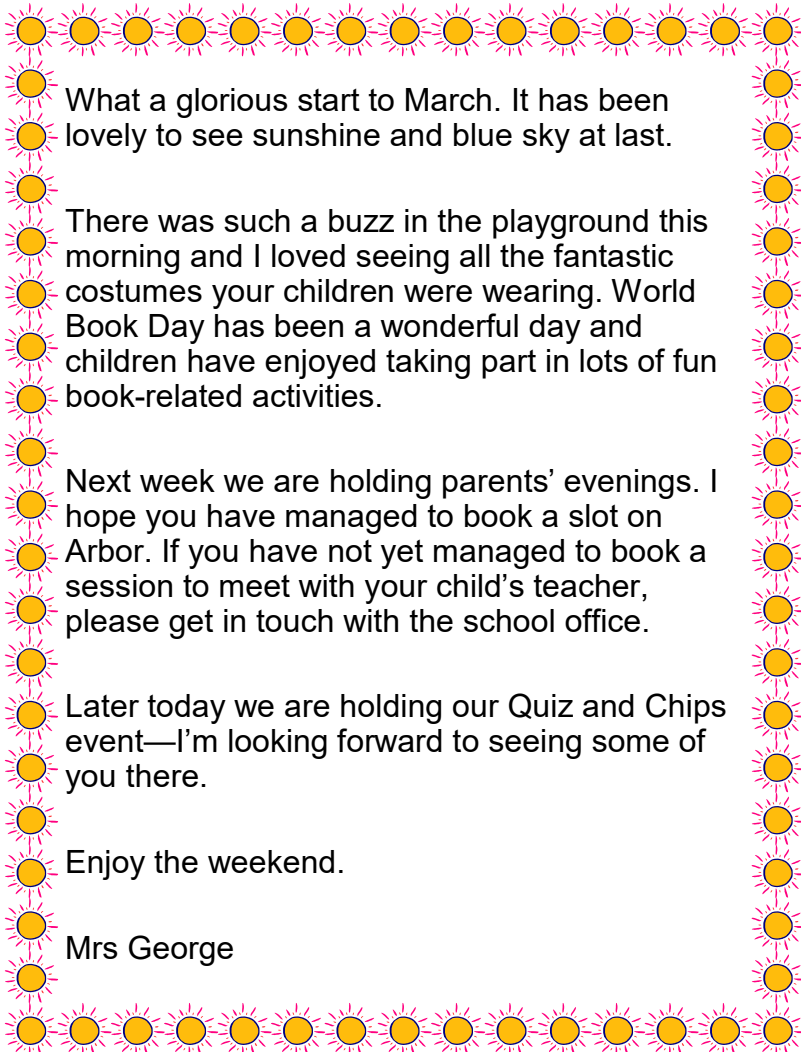 What a glorious start to March. It has been
lovely to see sunshine and blue sky at last.
There was such a buzz in the playground this
morning and I loved seeing all the fantastic
costumes your children were wearing. World
Book Day has been a wonderful day and
children have enjoyed taking part in lots of fun
book-related activities.
Next week we are holding parents’ evenings. I
hope you have managed to book a slot on
Arbor. If you have not yet managed to book a
session to meet with your child’s teacher,
please get in touch with the school office.
Later today we are holding our Quiz and Chips
event—I’m looking forward to seeing some of
you there.
Enjoy the weekend.
Mrs George